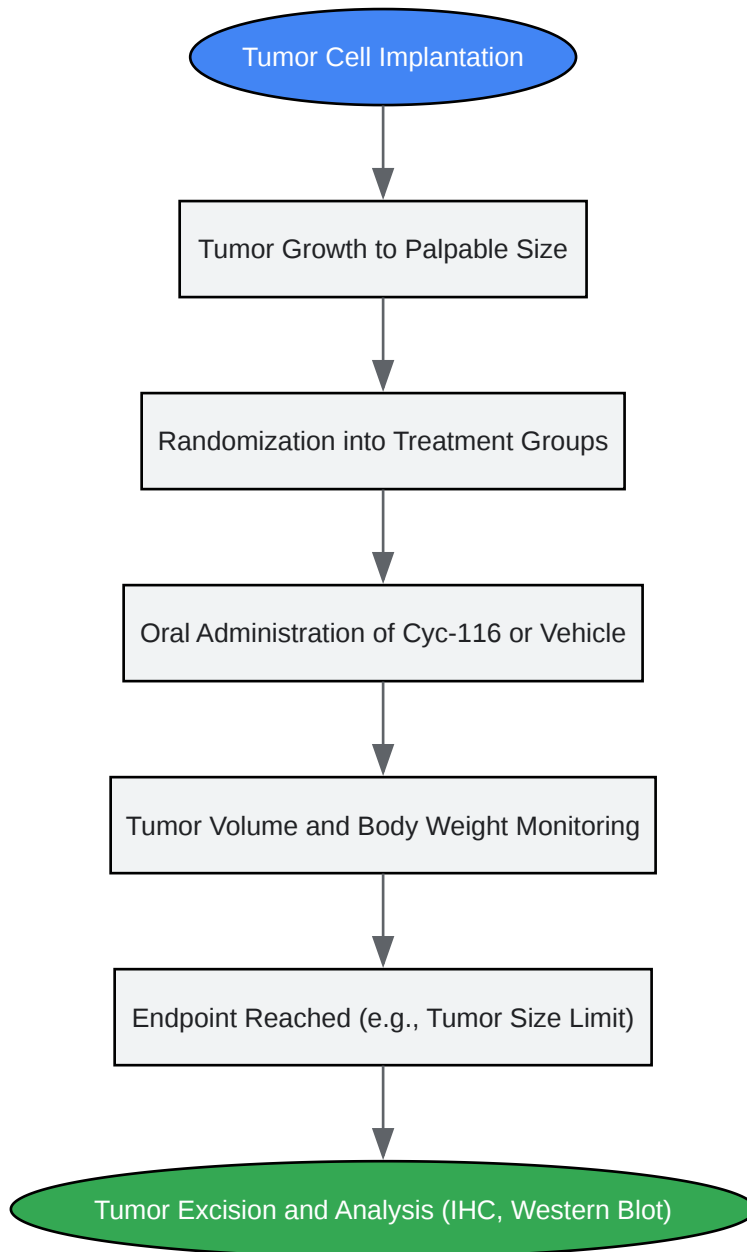 Tumor Cell Implantation
Tumor Growth to Palpable Size
Randomization into Treatment Groups
Oral Administration of Cyc-116 or Vehicle
Tumor Volume and Body Weight Monitoring
Endpoint Reached (e.g., Tumor Size Limit)
Tumor Excision and Analysis (IHC, Western Blot)